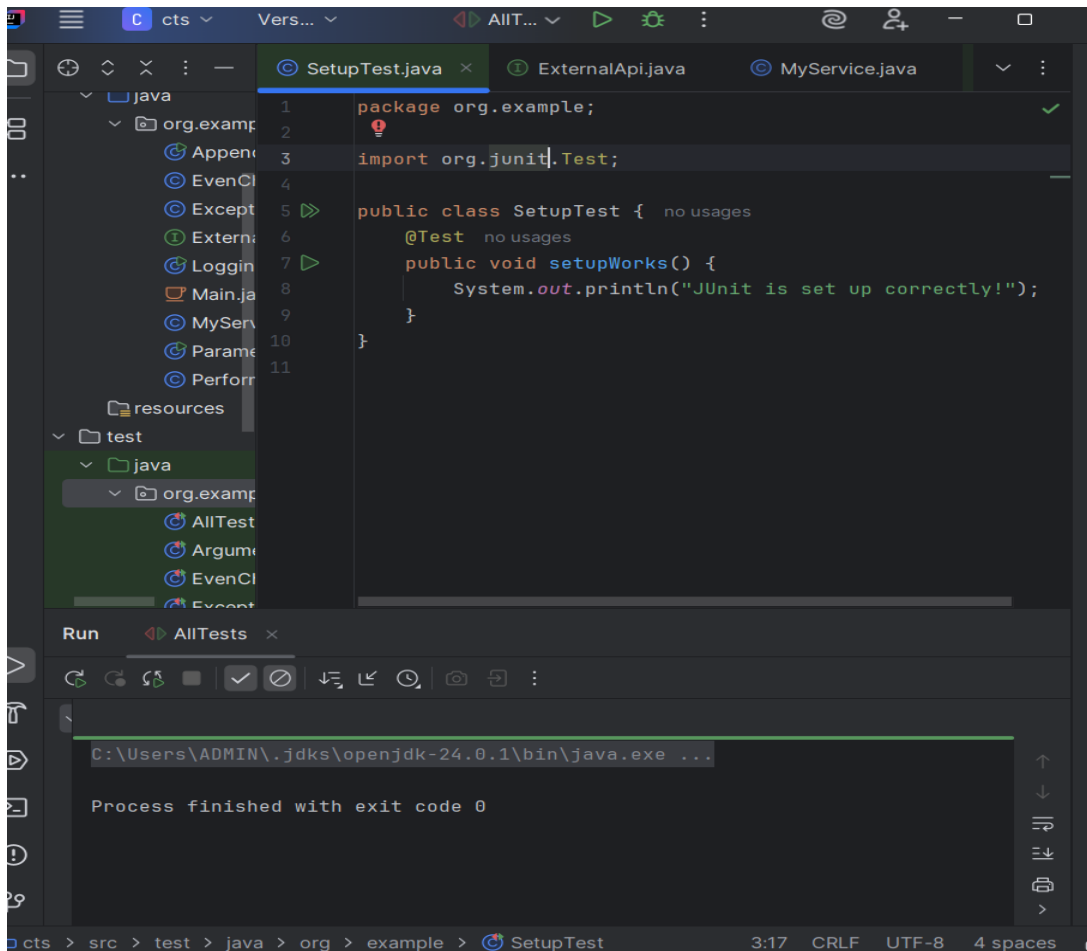 C cts Vers... AllT...
SetupTest.java ExternalApi.java MyService.java
java
org.examp
Appen
EvenCh
Except
Externa
Loggin
Main.ja
MyServ
Parame
Perforr
resources
test
java
org.examp
AllTest
Argume
EvenCh
Except
1 package org.example;
2
3 import org.junit.Test;
4
5 public class SetupTest { no usages
6 @Test no usages
7 public void setupWorks() {
8 System.out.println("JUnit is set up correctly!");
9 }
10 }
11
Run AllTests
C:\Users\ADMIN\.jdks\openjdk-24.0.1\bin\java.exe ...
Process finished with exit code 0
cts > src > test > java > org > example > SetupTest 3:17 CRLF UTF-8 4 spaces